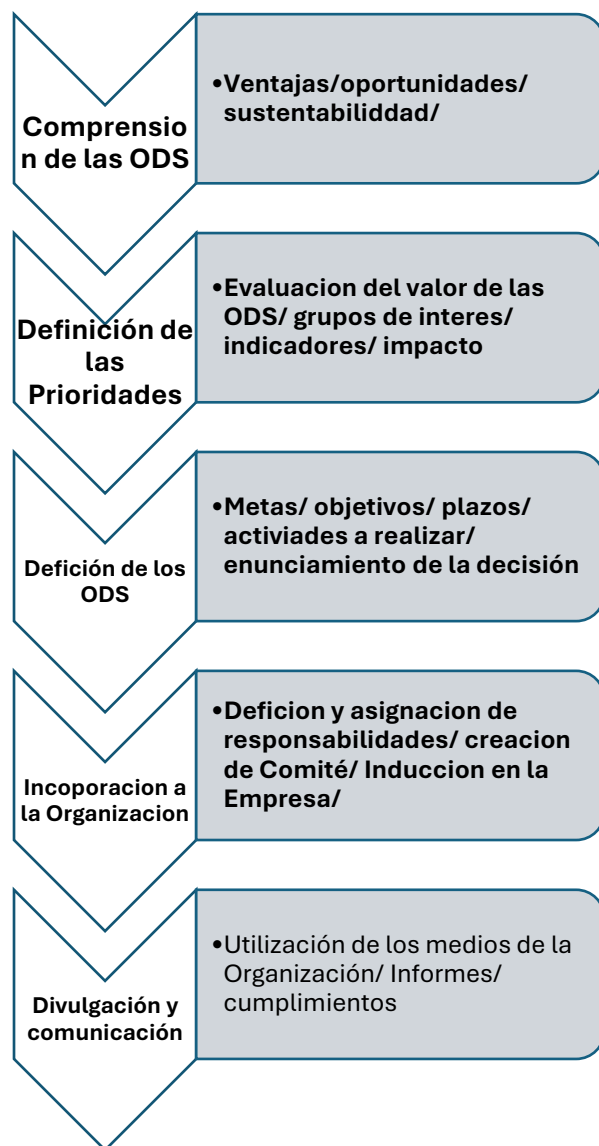 Comprensio
n de las ODS
•Ventajas/oportunidades/
sustentabiliddad/
Definición de
las
Prioridades
•Evaluacion del valor de las
ODS/ grupos de interes/
indicadores/ impacto
Defición de los
ODS
•Metas/ objetivos/ plazos/
activiades a realizar/
enunciamiento de la decisión
Incoporacion a
la Organizacion
•Deficion y asignacion de
responsabilidades/ creacion
de Comité/ Induccion en la
Empresa/
Divulgación y
comunicación
•Utilización de los medios de la
Organización/ Informes/
cumplimientos